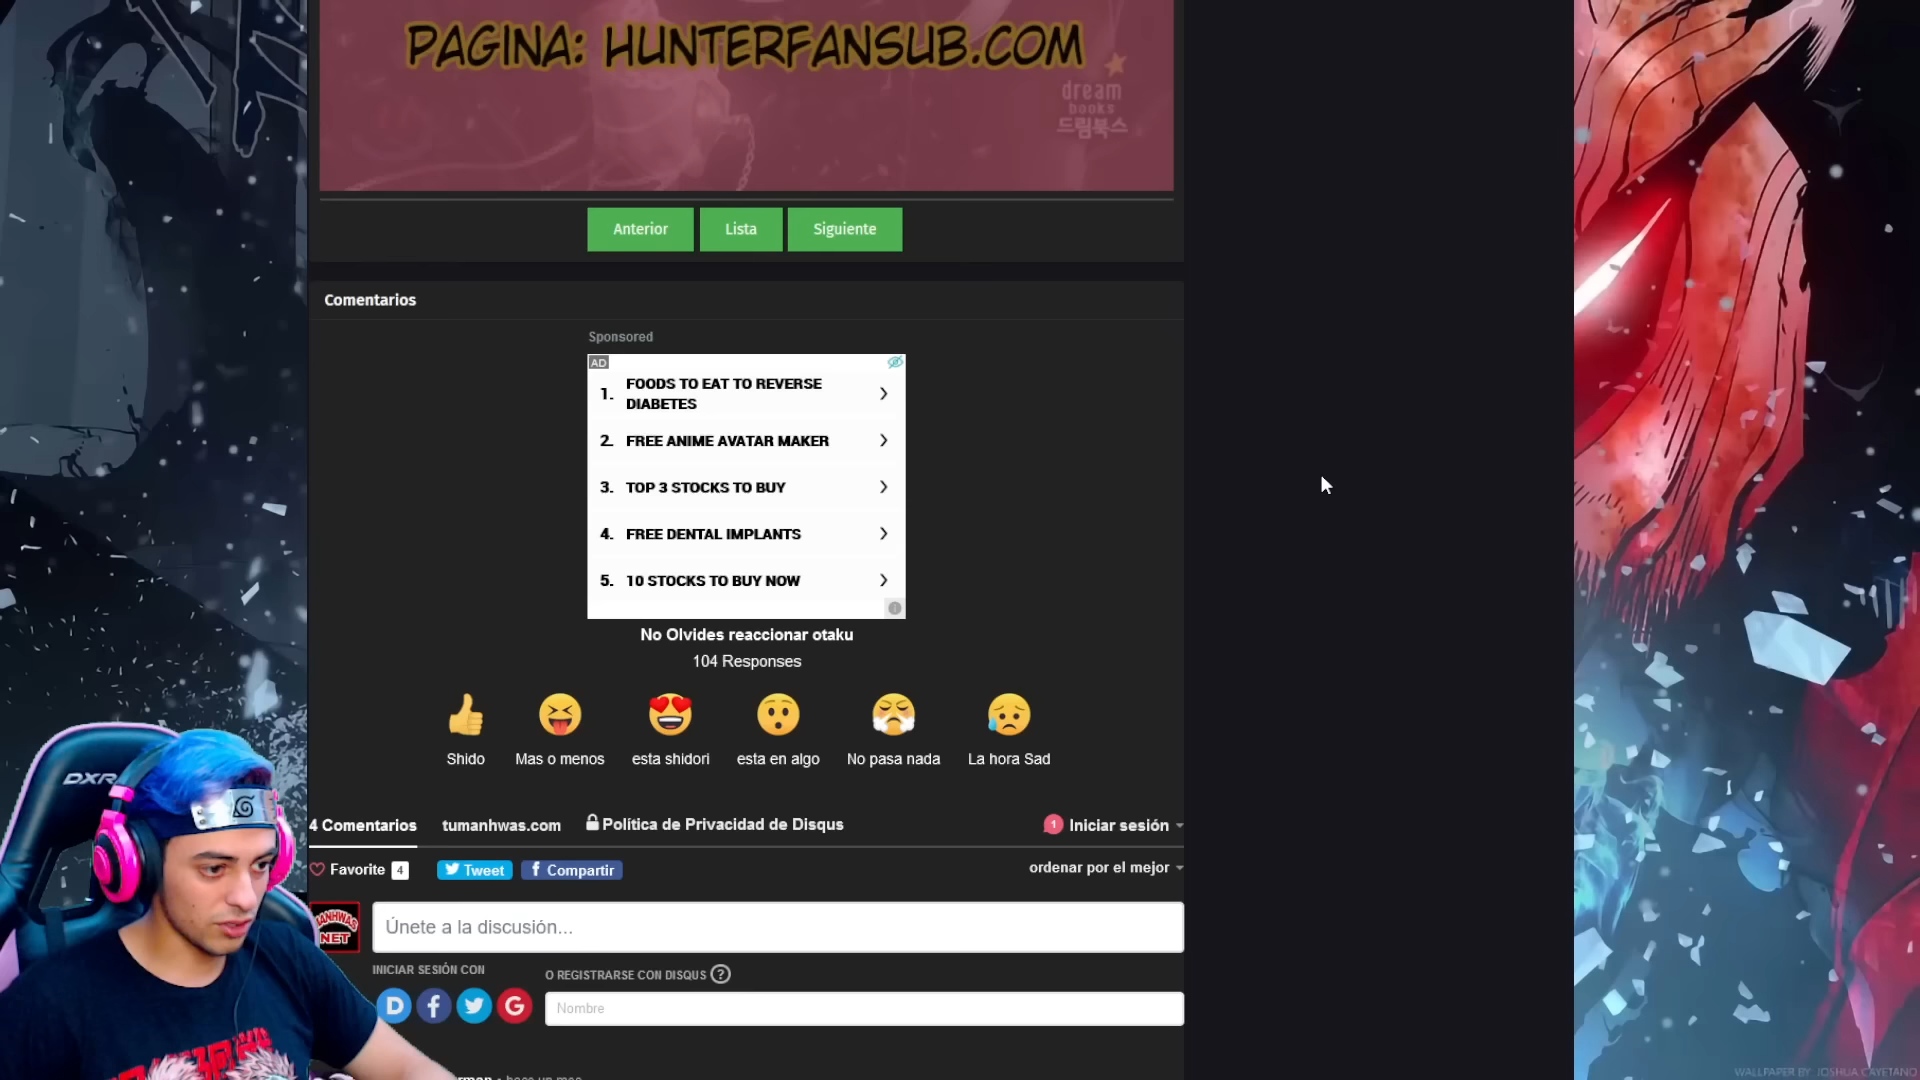 PAGINA: HUNTERFANSUB.COM
dream
books
드림북스
Anterior
Lista
Siguiente
Comentarios
Sponsored
AD
1. FOODS TO EAT TO REVERSE
DIABETES
2. FREE ANIME AVATAR MAKER
3. TOP 3 STOCKS TO BUY
4. FREE DENTAL IMPLANTS
5. 10 STOCKS TO BUY NOW
No Olvides reaccionar otaku
104 Responses
Shido
Mas o menos
esta shidori
esta en algo
No pasa nada
La hora Sad
4 Comentarios
tumanhwas.com
Política de Privacidad de Disqus
1
Iniciar sesión
Favorite 4
Tweet
Compartir
ordenar por el mejor
NET
Únete a la discusión...
INICIAR SESIÓN CON
O REGISTRARSE CON DISQUS ?
D
f
G
Nombre
DXR
WALLPAPER BY JOSHUA CAYETANO